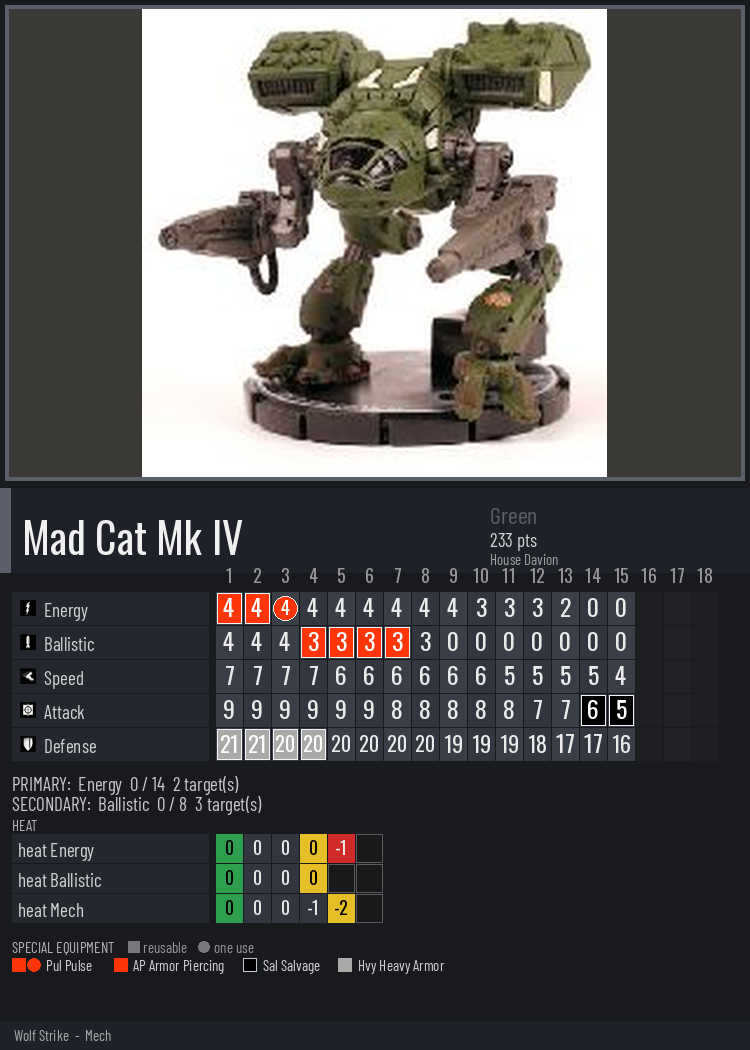 Mad Cat Mk IV
Green
233 pts
House Davion
1 2 3 4 5 6 7 8 9 10 11 12 13 14 15 16 17 18
Energy 4 4 4 4 4 4 4 4 4 3 3 3 2 0 0
Ballistic 4 4 4 3 3 3 3 3 0 0 0 0 0 0 0
Speed 7 7 7 7 6 6 6 6 6 6 5 5 5 5 4
Attack 9 9 9 9 9 9 8 8 8 8 8 7 7 6 5
Defense 21 21 20 20 20 20 20 20 19 19 19 18 17 17 16
PRIMARY: Energy 0 / 14 2 target(s)
SECONDARY: Ballistic 0 / 8 3 target(s)
HEAT
heat Energy 0 0 0 0 -1
heat Ballistic 0 0 0 0
heat Mech 0 0 0 -1 -2
SPECIAL EQUIPMENT reusable one use
Pul Pulse AP Armor Piercing Sal Salvage Hvy Heavy Armor
Wolf Strike - Mech